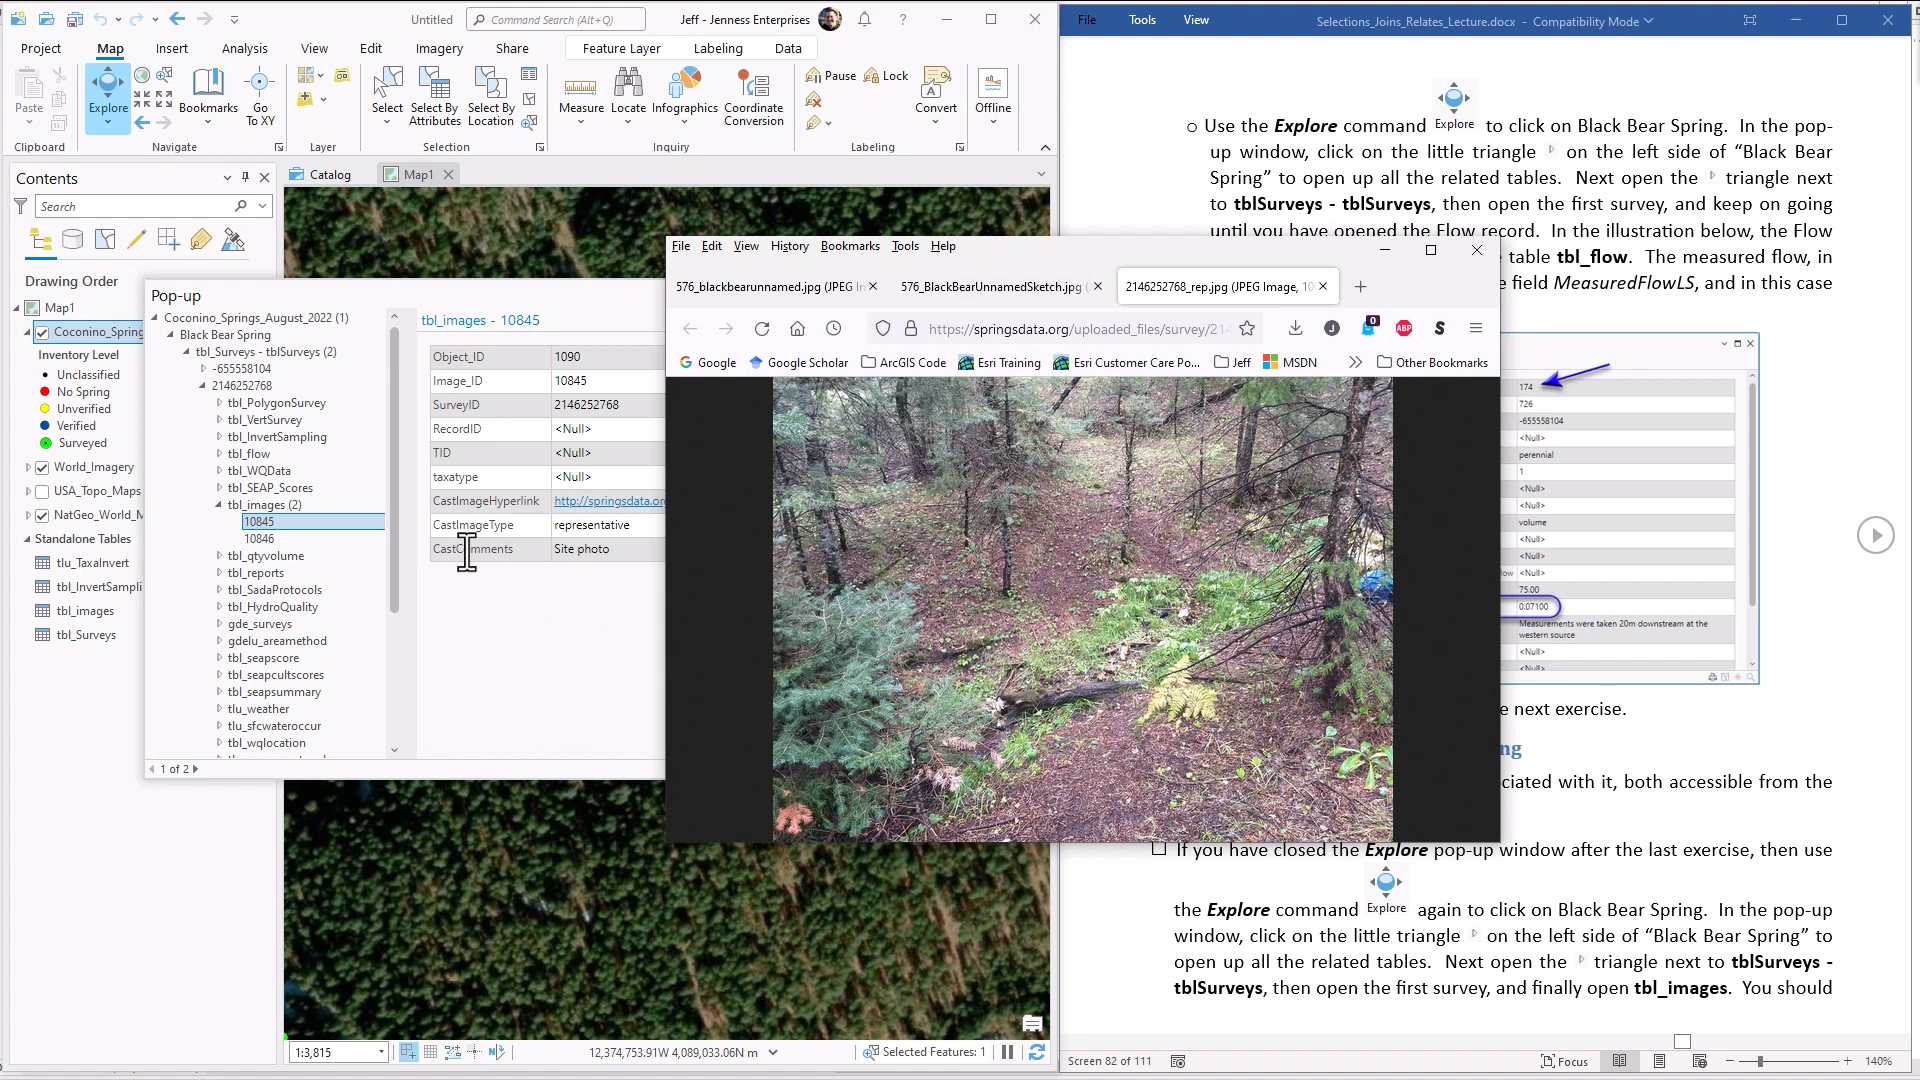 Untitled
Command Search (Alt+Q)
Jeff - Jenness Enterprises
?
Project
Map
Insert
Analysis
View
Edit
Imagery
Share
Feature Layer
Labeling
Data
Paste
Explore
Bookmarks
Go
To XY
Select
Select By
Attributes
Select By
Location
Measure
Locate
Infographics
Coordinate
Conversion
Pause
Lock
Convert
Offline
Clipboard
Navigate
Layer
Selection
Inquiry
Labeling
Contents
Search
Drawing Order
Map1
Coconino_Spring
Inventory Level
Unclassified
No Spring
Unverified
Verified
Surveyed
World_Imagery
USA_Topo_Maps
NatGeo_World_M
Standalone Tables
tlu_TaxaInvert
tbl_InvertSampli
tbl_images
tbl_Surveys
Catalog
Map1
Pop-up
Coconino_Springs_August_2022 (1)
Black Bear Spring
tbl_Surveys - tblSurveys (2)
-655558104
2146252768
tbl_PolygonSurvey
tbl_VertSurvey
tbl_InvertSampling
tbl_flow
tbl_WQData
tbl_SEAP_Scores
tbl_images (2)
10845
10846
tbl_qtyvolume
tbl_reports
tbl_SadaProtocols
tbl_HydroQuality
gde_surveys
gdelu_areamethod
tbl_seapscore
tbl_seapcultscores
tbl_seapsummary
tlu_weather
tlu_sfcwateroccur
tbl_wqlocation
1 of 2
tbl_images - 10845
Object_ID 1090
Image_ID 10845
SurveyID 2146252768
RecordID <Null>
TID <Null>
taxatype <Null>
CastImageHyperlink http://springsdata.or
CastImageType representative
CastComments Site photo
1:3,815
12,374,753.91W 4,089,033.06N m
Selected Features: 1
File Edit View History Bookmarks Tools Help
576_blackbearunnamed.jpg (JPEG In
576_BlackBearUnnamedSketch.jpg (
2146252768_rep.jpg (JPEG Image, 10
https://springsdata.org/uploaded_files/survey/21
J
0
ABP
S
Google
Google Scholar
ArcGIS Code
Esri Training
Esri Customer Care Po...
Jeff
MSDN
Other Bookmarks
File
Tools
View
Selections_Joins_Relates_Lecture.docx - Compatibility Mode
o Use the Explore command Explore to click on Black Bear Spring. In the pop-
up window, click on the little triangle on the left side of “Black Bear
Spring” to open up all the related tables. Next open the triangle next
to tblSurveys - tblSurveys, then open the first survey, and keep on going
until you have opened the Flow record. In the illustration below, the Flow
table tbl_flow. The measured flow, in
e field MeasuredFlowLS, and in this case
174
726
-655558104
<Null>
perennial
1
<Null>
<Null>
volume
<Null>
<Null>
low <Null>
75.00
0.07100
Measurements were taken 20m downstream at the
western source
<Null>
<Null>
e next exercise.
ng
ciated with it, both accessible from the
If you have closed the Explore pop-up window after the last exercise, then use
the Explore command Explore again to click on Black Bear Spring. In the pop-up
window, click on the little triangle on the left side of “Black Bear Spring” to
open up all the related tables. Next open the triangle next to tblSurveys -
tblSurveys, then open the first survey, and finally open tbl_images. You should
Screen 82 of 111
Focus
140%